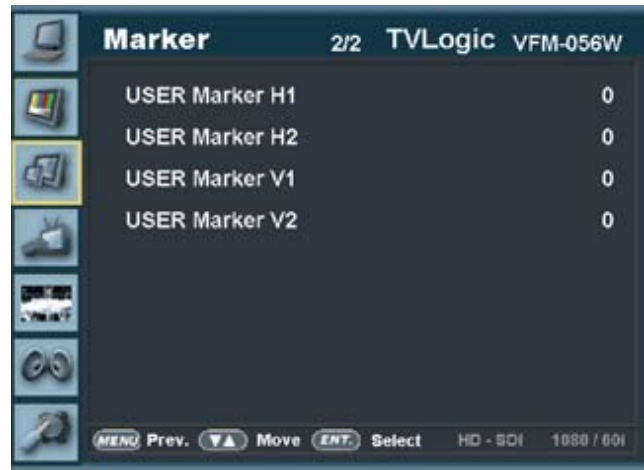 Marker 2/2 TVLogic VFM-056W
USER Marker H1 0
USER Marker H2 0
USER Marker V1 0
USER Marker V2 0
MENU Prev. ▼▲ Move ENT. Select HD - SDI 1080 / 60i